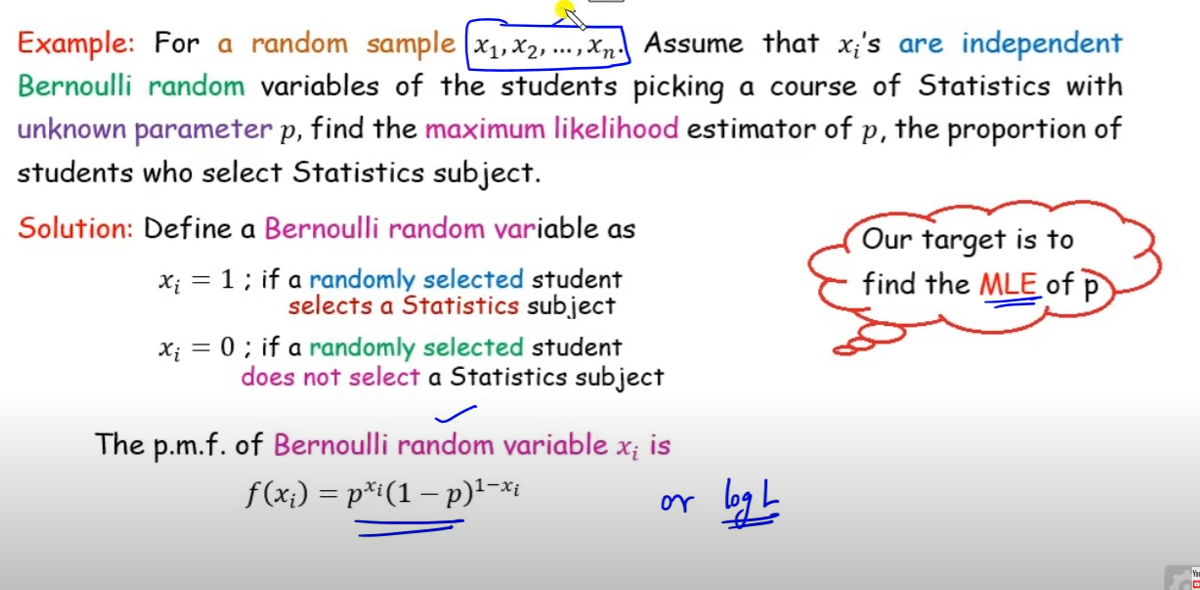 Example: For a random sample x₁, x₂, ..., xₙ. Assume that xᵢ's are independent
Bernoulli random variables of the students picking a course of Statistics with
unknown parameter p, find the maximum likelihood estimator of p, the proportion of
students who select Statistics subject.
Solution: Define a Bernoulli random variable as
xᵢ = 1 ; if a randomly selected student
selects a Statistics subject
xᵢ = 0 ; if a randomly selected student
does not select a Statistics subject
Our target is to
find the MLE of p
The p.m.f. of Bernoulli random variable xᵢ is
f(xᵢ) = p^xᵢ(1 − p)^1−xᵢ
or log L